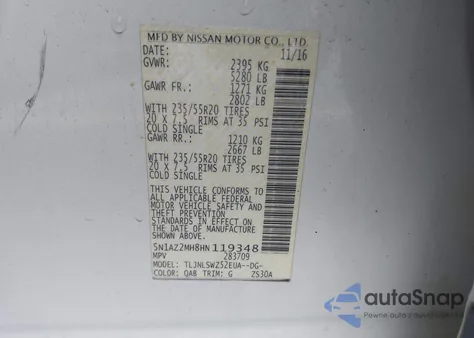 MFD BY NISSAN MOTOR CO., LTD.
DATE: 11/16
GVWR: 2395 KG
5280 LB
GAWR FR.: 1271 KG
2802 LB
WITH 235/55R20 TIRES
20 X 7.5 RIMS AT 35 PSI
COLD SINGLE
GAWR RR.: 1210 KG
2667 LB
WITH 235/55R20 TIRES
20 X 7.5 RIMS AT 35 PSI
COLD SINGLE
THIS VEHICLE CONFORMS TO
ALL APPLICABLE FEDERAL
MOTOR VEHICLE SAFETY AND
AND THEFT PREVENTION
STANDARDS IN EFFECT ON
THE DATE OF MANUFACTURE
SHOWN ABOVE.
5N1AZ2MH8HN 119348
MPV 283709
MODEL: TLJNLSWZ52EUA--DG-
COLOR: QAB TRIM: G Z530A
autoSnap
Pewne auto z